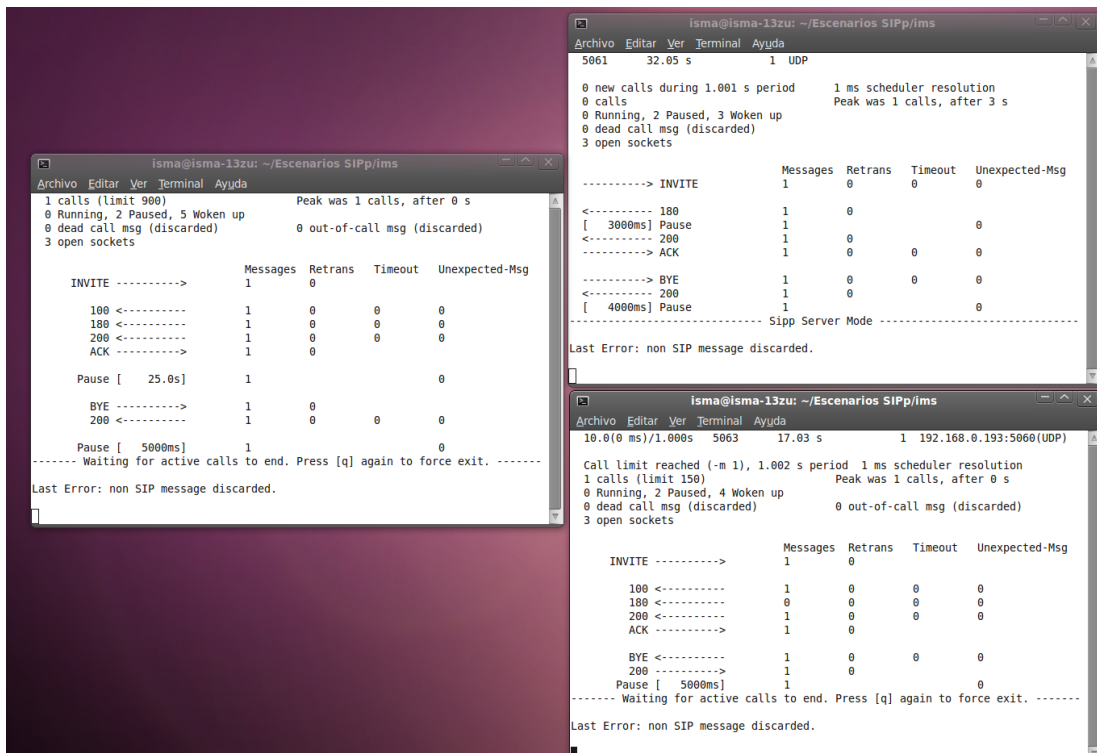 isma@isma-13zu: ~/Escenarios SIPp/ims
Archivo Editar Ver Terminal Ayuda
1 calls (limit 900) Peak was 1 calls, after 0 s
0 Running, 2 Paused, 5 Woken up
0 dead call msg (discarded) 0 out-of-call msg (discarded)
3 open sockets
Messages Retrans Timeout Unexpected-Msg
INVITE ----------> 1 0
100 <---------- 1 0 0 0
180 <---------- 1 0 0 0
200 <---------- 1 0 0 0
ACK ----------> 1 0
Pause [ 25.0s] 1 0
BYE ----------> 1 0
200 <---------- 1 0 0 0
Pause [ 5000ms] 1 0
------- Waiting for active calls to end. Press [q] again to force exit. -------
Last Error: non SIP message discarded.
isma@isma-13zu: ~/Escenarios SIPp/ims
Archivo Editar Ver Terminal Ayuda
5061 32.05 s 1 UDP
0 new calls during 1.001 s period 1 ms scheduler resolution
0 calls Peak was 1 calls, after 3 s
0 Running, 2 Paused, 3 Woken up
0 dead call msg (discarded)
3 open sockets
Messages Retrans Timeout Unexpected-Msg
----------> INVITE 1 0 0 0
<---------- 180 1 0
[ 3000ms] Pause 1 0
<---------- 200 1 0
----------> ACK 1 0 0 0
----------> BYE 1 0 0 0
<---------- 200 1 0
[ 4000ms] Pause 1 0
------------------------------ Sipp Server Mode -------------------------------
Last Error: non SIP message discarded.
isma@isma-13zu: ~/Escenarios SIPp/ims
Archivo Editar Ver Terminal Ayuda
10.0(0 ms)/1.000s 5063 17.03 s 1 192.168.0.193:5060(UDP)
Call limit reached (-m 1), 1.002 s period 1 ms scheduler resolution
1 calls (limit 150) Peak was 1 calls, after 0 s
0 Running, 2 Paused, 4 Woken up
0 dead call msg (discarded) 0 out-of-call msg (discarded)
3 open sockets
Messages Retrans Timeout Unexpected-Msg
INVITE ----------> 1 0
100 <---------- 1 0 0 0
180 <---------- 0 0 0 0
200 <---------- 1 0 0 0
ACK ----------> 1 0
BYE <---------- 1 0 0 0
200 ----------> 1 0
Pause [ 5000ms] 1 0
------- Waiting for active calls to end. Press [q] again to force exit. -------
Last Error: non SIP message discarded.